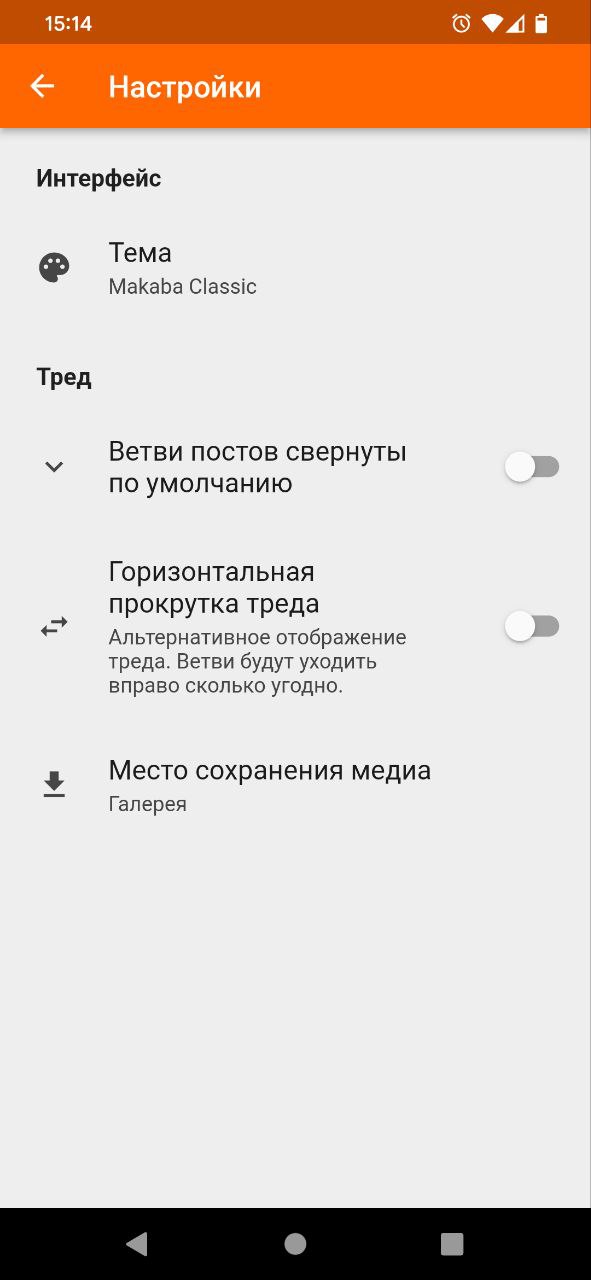 15:14
Настройки
Интерфейс
Тема
Makaba Classic
Тред
Ветви постов свернуты
по умолчанию
Горизонтальная
прокрутка треда
Альтернативное отображение
треда. Ветви будут уходить
вправо сколько угодно.
Место сохранения медиа
Галерея